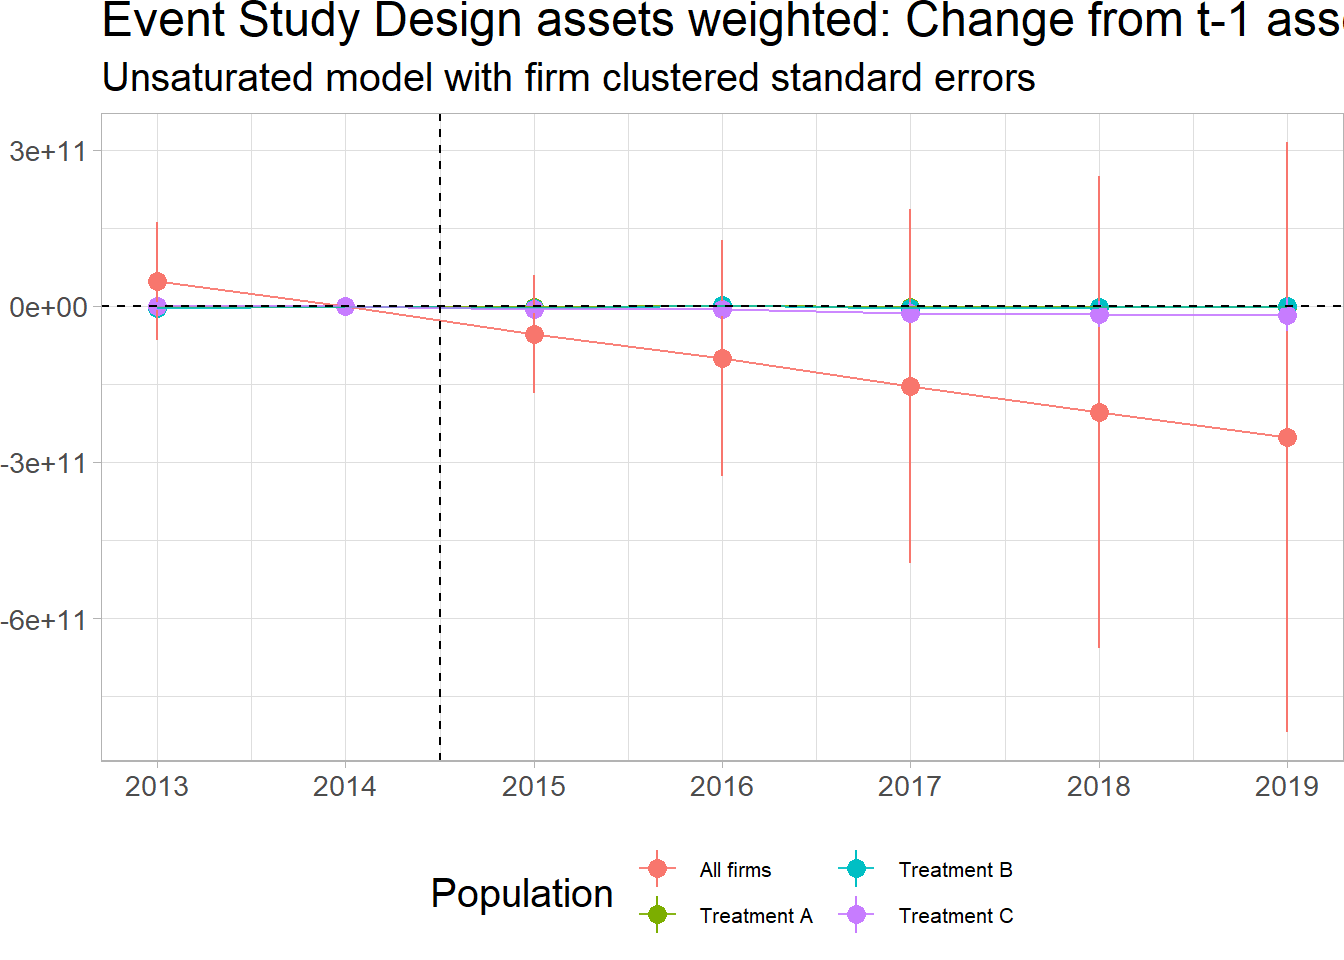 Event Study Design assets weighted: Change from t-1
Unsaturated model with firm clustered standard errors
3e+11
0e+00
-3e+11
-6e+11
2013 2014 2015 2016 2017 2018 2019
Population
All firms
Treatment A
Treatment B
Treatment C